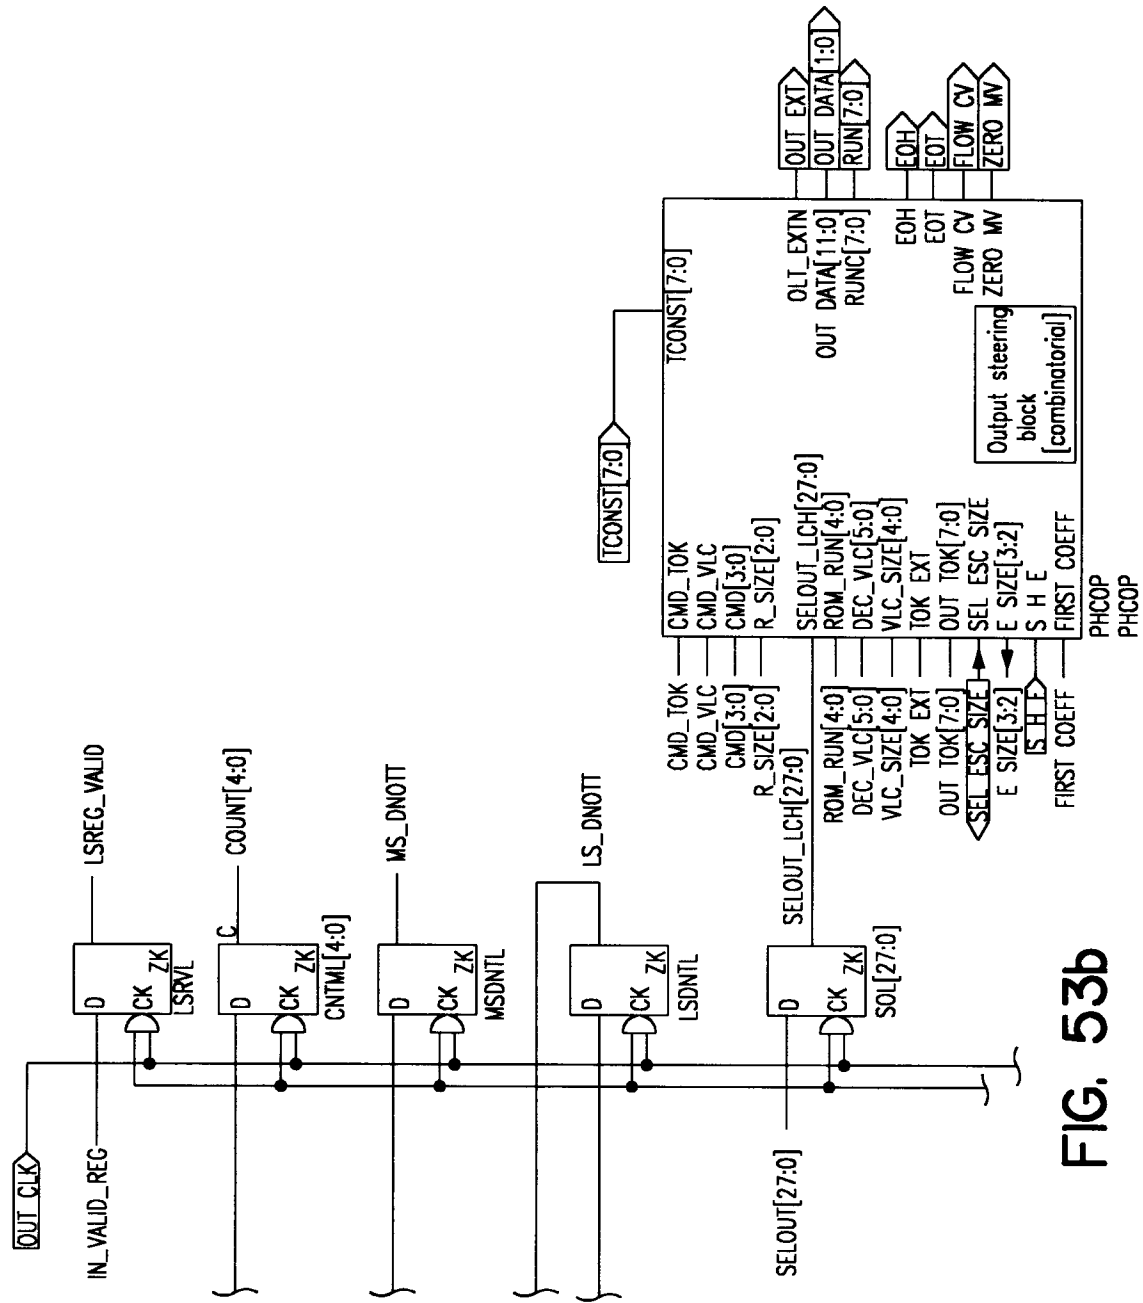 OUT CLK
IN_VALID_REG
D
CK
ZK
LSRVL
LSREG_VALID
D
CK
ZK
CNTML[4:0]
C
COUNT[4:0]
D
CK
ZK
MSDNTL
MS_DNOTT
D
CK
ZK
LSDNTL
LS_DNOTT
SELOUT[27:0]
D
CK
ZK
SOL[27:0]
SELOUT_LCH[27:0]
TCONST[7:0]
TCONST[7:0]
CMD_TOK
CMD_VLC
CMD[3:0]
R_SIZE[2:0]
ROM_RUN[4:0]
DEC_VLC[5:0]
VLC_SIZE[4:0]
TOK EXT
OUT TOK[7:0]
SEL ESC SIZE
E SIZE[3:2]
S H E
FIRST COEFF
CMD_TOK
CMD_VLC
CMD[3:0]
R_SIZE[2:0]
SELOUT_LCH[27:0]
ROM_RUN[4:0]
DEC_VLC[5:0]
VLC_SIZE[4:0]
TOK EXT
OUT TOK[7:0]
SEL ESC SIZE
E SIZE[3:2]
S H E
FIRST COEFF
PHCOP
PHCOP
Output steering
block
[combinatorial]
OLT_EXTN
OUT DATA[11:0]
RUNC[7:0]
EOH
EOT
FLOW CV
ZERO MV
OUT EXT
OUT DATA[1:0]
RUN[7:0]
EOH
EOT
FLOW CV
ZERO MV
FIG. 53b